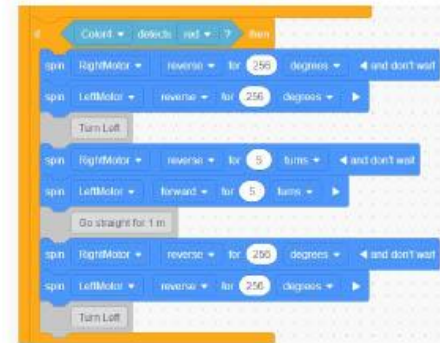 if Color4 detects red ? then
spin RightMotor reverse for 256 degrees and don't wait
spin LeftMotor reverse for 256 degrees
Turn Left
spin RightMotor reverse for 5 turns and don't wait
spin LeftMotor forward for 5 turns
Go straight for 1 m
spin RightMotor reverse for 256 degrees and don't wait
spin LeftMotor reverse for 256 degrees
Turn Left